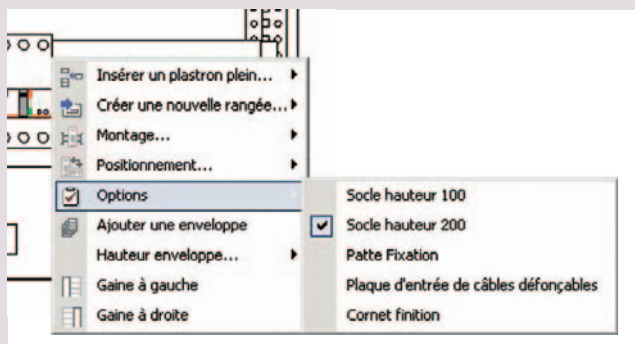 Insérer un plastron plein...
Créer une nouvelle rangée...
Montage...
Positionnement...
Options
Ajouter une enveloppe
Hauteur enveloppe...
Gaine à gauche
Gaine à droite
Socle hauteur 100
Socle hauteur 200
Patte Fixation
Plaque d'entrée de câbles défonçables
Cornet finition